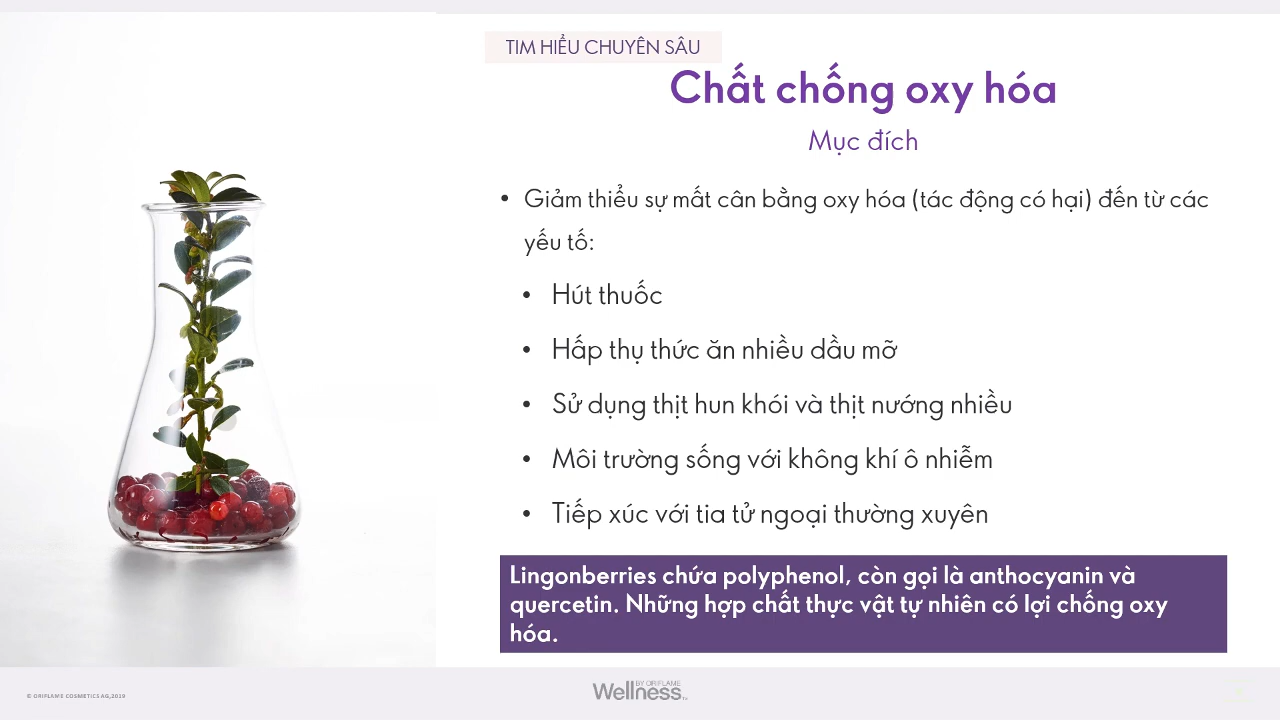 TIM HIỂU CHUYÊN SÂU
Chất chống oxy hóa
Mục đích
• Giảm thiểu sự mất cân bằng oxy hóa (tác động có hại) đến từ các
yếu tố:
• Hút thuốc
• Hấp thụ thức ăn nhiều dầu mỡ
• Sử dụng thịt hun khói và thịt nướng nhiều
• Môi trường sống với không khí ô nhiễm
• Tiếp xúc với tia tử ngoại thường xuyên
Lingonberries chứa polyphenol, còn gọi là anthocyanin và
quercetin. Những hợp chất thực vật tự nhiên có lợi chống oxy
hóa.
© ORIFLAME COSMETICS AG, 2019
BY ORIFLAME
Wellness™